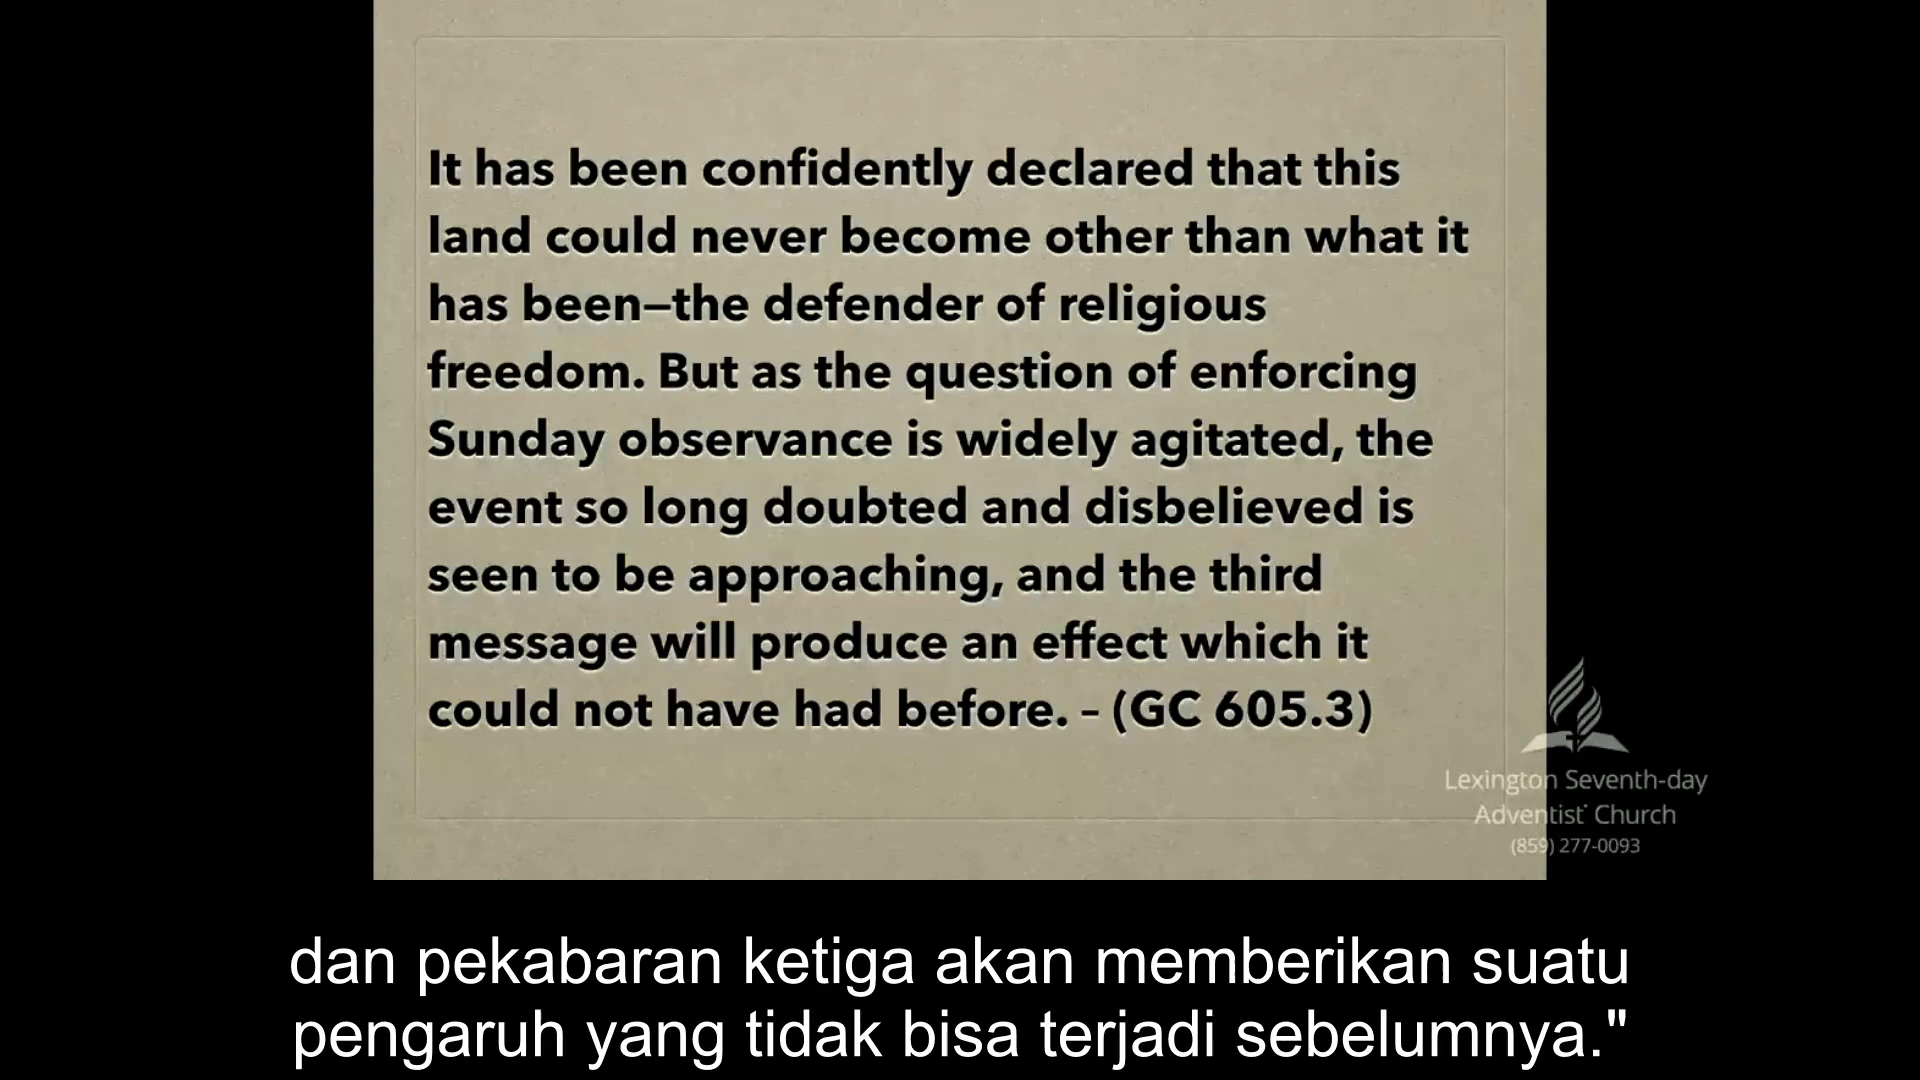 It has been confidently declared that this
land could never become other than what it
has been—the defender of religious
freedom. But as the question of enforcing
Sunday observance is widely agitated, the
event so long doubted and disbelieved is
seen to be approaching, and the third
message will produce an effect which it
could not have had before. – (GC 605.3)
Lexington Seventh-day
Adventist Church
(859) 277-0093
dan pekabaran ketiga akan memberikan suatu
pengaruh yang tidak bisa terjadi sebelumnya."